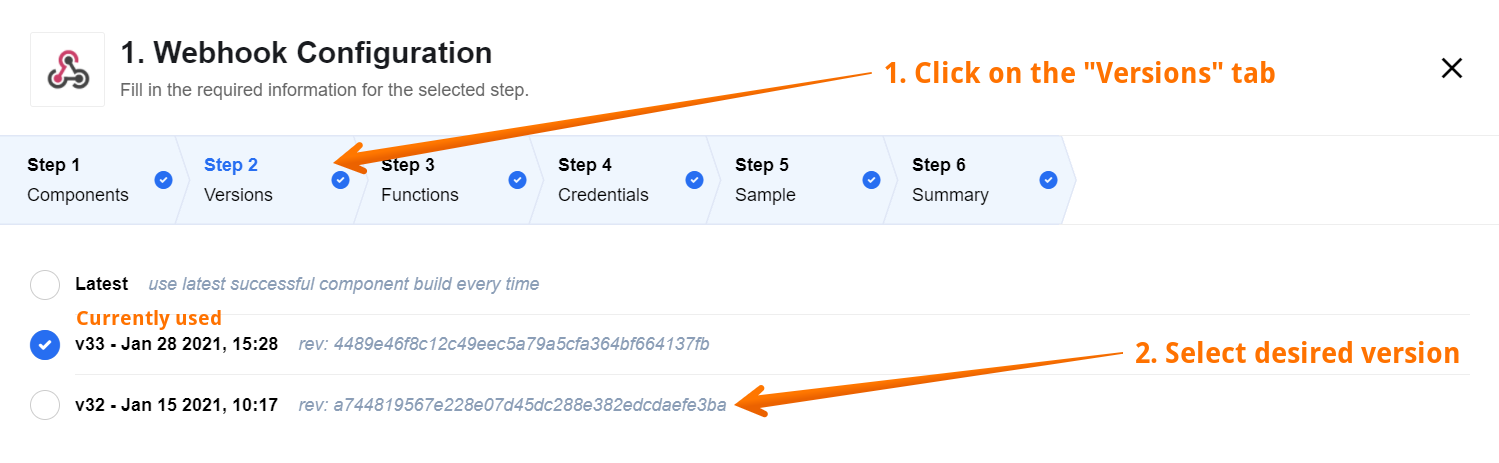 1. Webhook Configuration
Fill in the required information for the selected step.
1. Click on the "Versions" tab
Step 1
Components
Step 2
Versions
Step 3
Functions
Step 4
Credentials
Step 5
Sample
Step 6
Summary
Latest use latest successful component build every time
Currently used
v33 - Jan 28 2021, 15:28 rev: 4489e46f8c12c49eec5a79a5cfa364bf664137fb
2. Select desired version
v32 - Jan 15 2021, 10:17 rev: a744819567e228e07d45dc288e382edcdaefe3ba